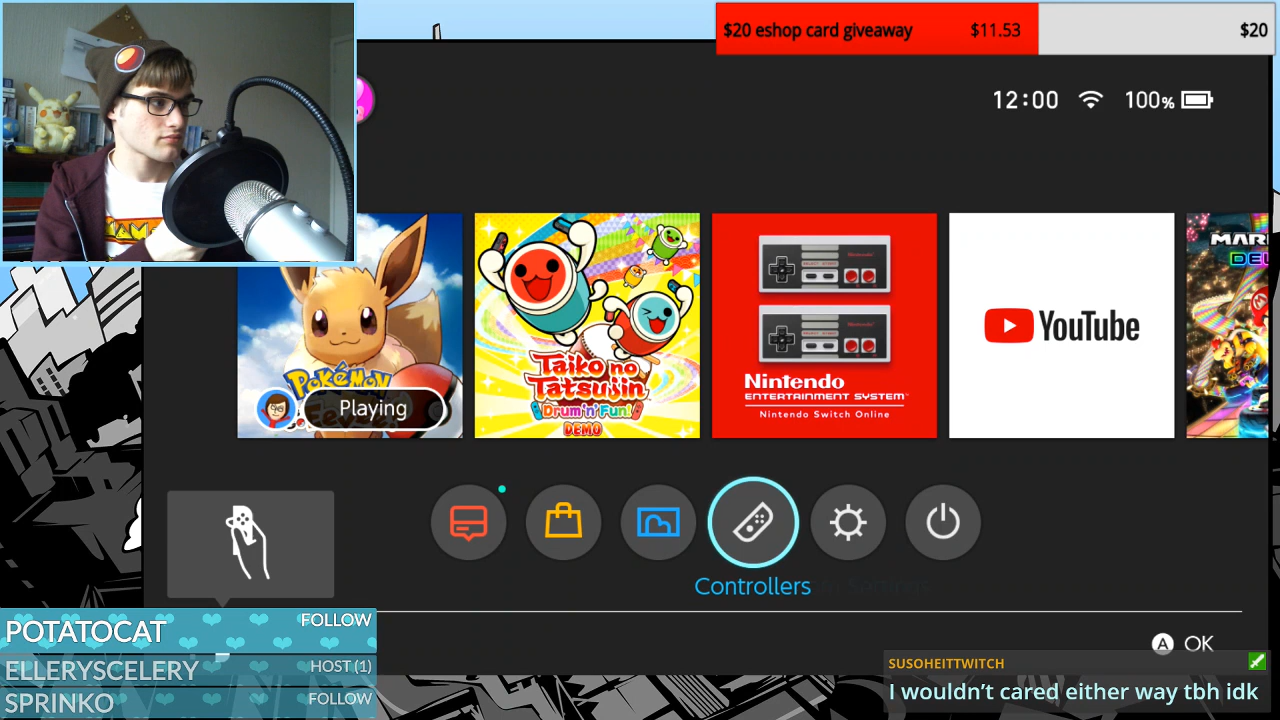 $20 eshop card giveaway $11.53 $20
12:00 100%
POKéMON
Playing
Taiko no
Tatsujin
Drum'n'Fun!
DEMO
Nintendo
ENTERTAINMENT SYSTEM
Nintendo Switch Online
YouTube
Controllers
A OK
POTATOCAT FOLLOW
ELLERYSCELERY HOST (1)
SPRINKO FOLLOW
SUSOHEITTWITCH
I wouldn't cared either way tbh idk